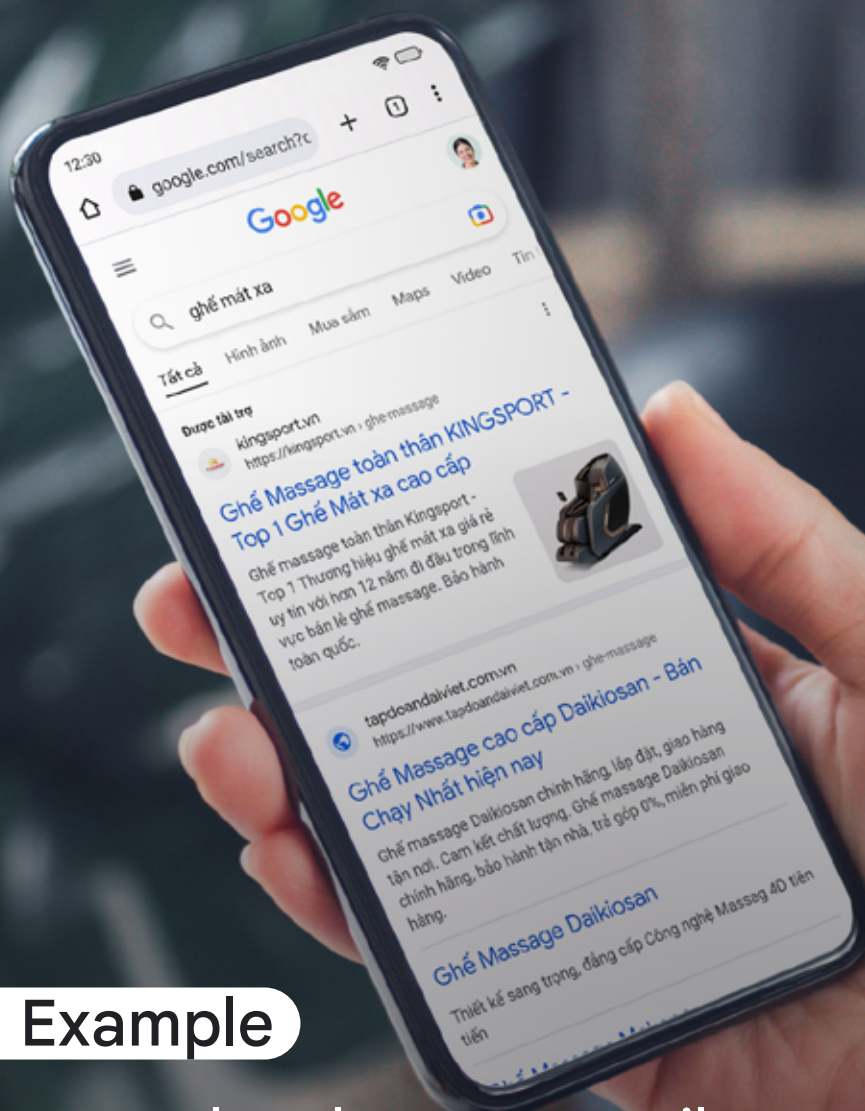 12:30
google.com/search?c
1
Google
ghế mát xa
Tất cả
Hình ảnh
Mua sắm
Maps
Video
Tin
Được tài trợ
kingsport.vn
https://kingsport.vn › ghe-massage
Ghế Massage toàn thân KINGSPORT -
Top 1 Ghế Mát xa cao cấp
Ghế massage toàn thân Kingsport -
Top 1 Thương hiệu ghế mát xa giá rẻ
uy tín với hơn 12 năm đi đầu trong lĩnh
vực bán lẻ ghế massage. Bảo hành
toàn quốc.
tapdoandaiviet.com.vn
https://www.tapdoandaiviet.com.vn › ghe-massage
Ghế Massage cao cấp Daikiosan - Bán
Chạy Nhất hiện nay
Ghế massage Daikiosan chính hãng, lắp đặt, giao hàng
tận nơi. Cam kết chất lượng. Ghế massage Daikiosan
chính hãng, bảo hành tận nhà, trả góp 0%, miễn phí giao
hàng.
Ghế Massage Daikiosan
Thiết kế sang trọng, đẳng cấp Công nghệ Massag 4D tiên
tiến
Example